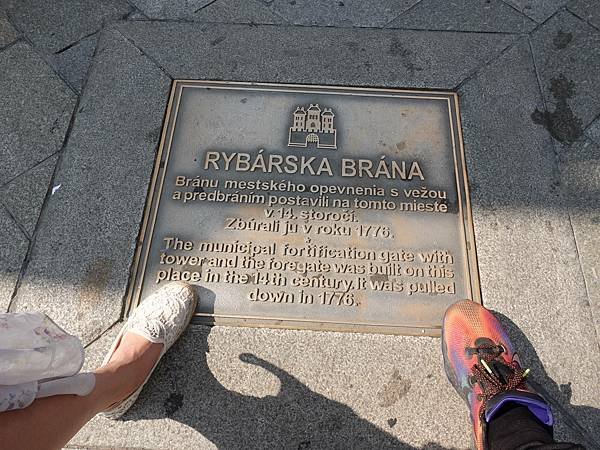 RYBÁRSKA BRÁNA
Bránu mestského opevnenia s vežou
a predbráním postavili na tomto mieste
v 14. storočí.
Zbúrali ju v roku 1776.
The municipal fortification gate with
tower and the foregate was built on this
place in the 14th century. It was pulled
down in 1776.